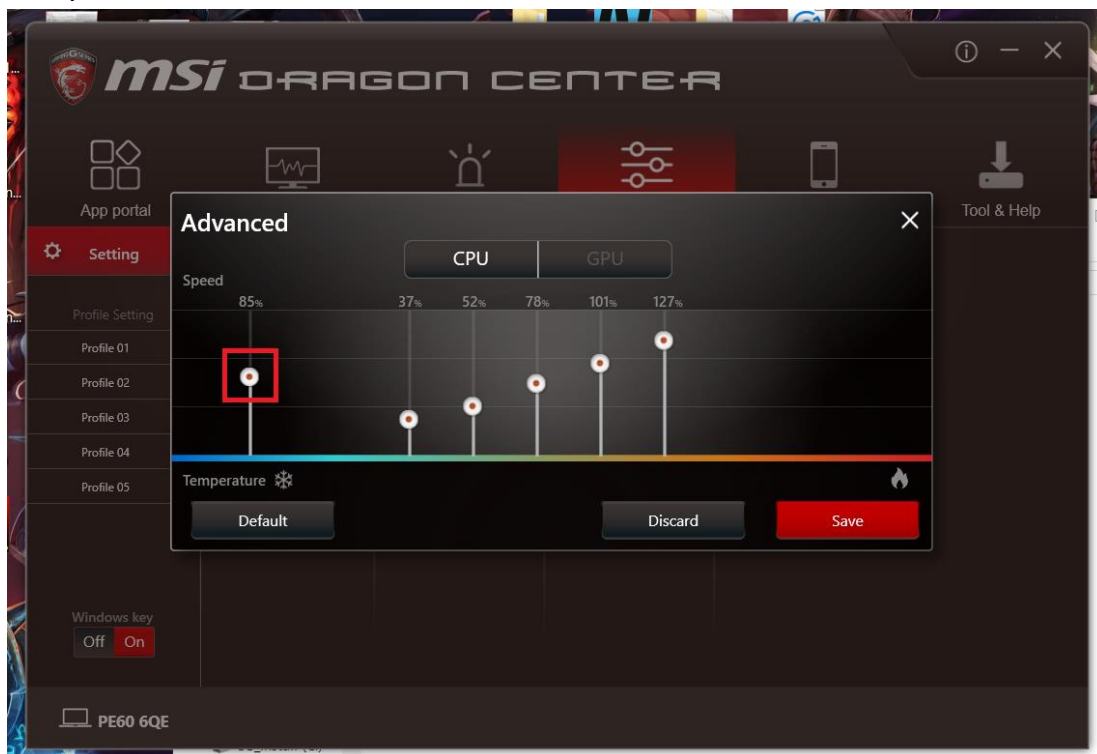 msi DRAGON CENTER
App portal
Tool & Help
Advanced
CPU GPU
Setting
Speed
85% 37% 52% 78% 101% 127%
Profile Setting
Profile 01
Profile 02
Profile 03
Profile 04
Profile 05
Temperature
Default Discard Save
Windows key
Off On
PE60 6QE